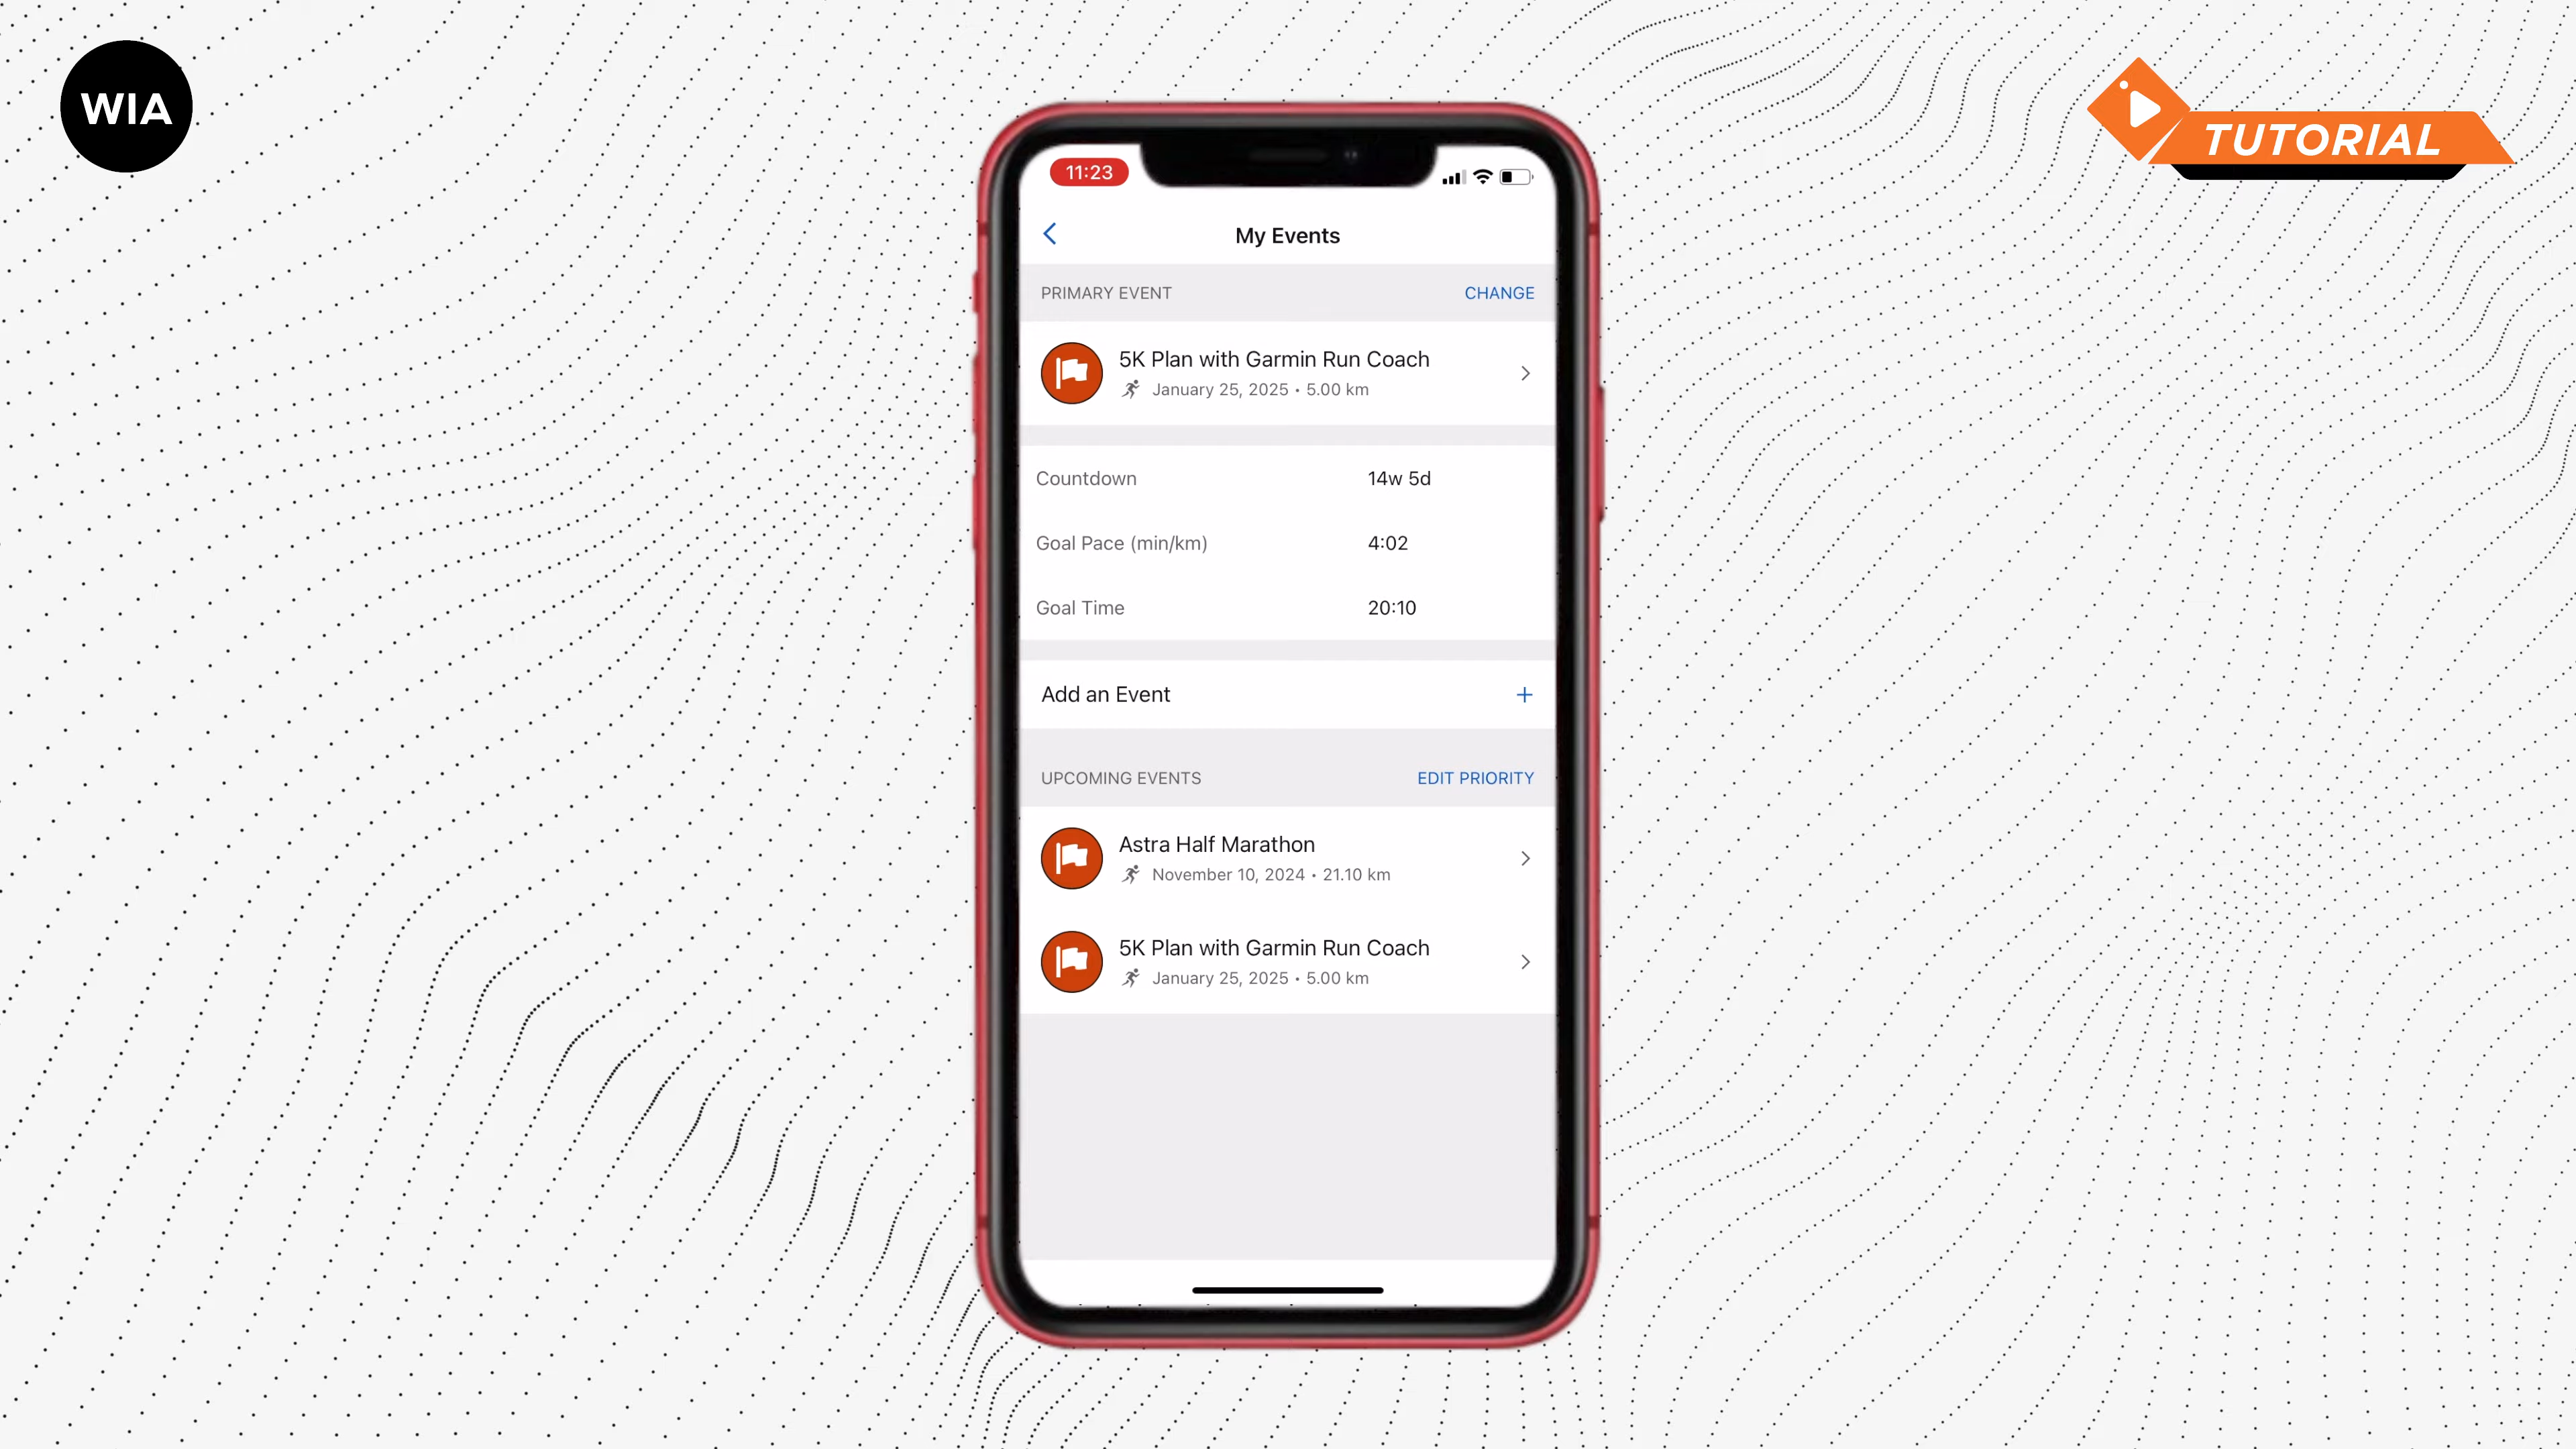 WIA
TUTORIAL
11:23
My Events
PRIMARY EVENT CHANGE
5K Plan with Garmin Run Coach
January 25, 2025 • 5.00 km
Countdown 14w 5d
Goal Pace (min/km) 4:02
Goal Time 20:10
Add an Event +
UPCOMING EVENTS EDIT PRIORITY
Astra Half Marathon
November 10, 2024 • 21.10 km
5K Plan with Garmin Run Coach
January 25, 2025 • 5.00 km